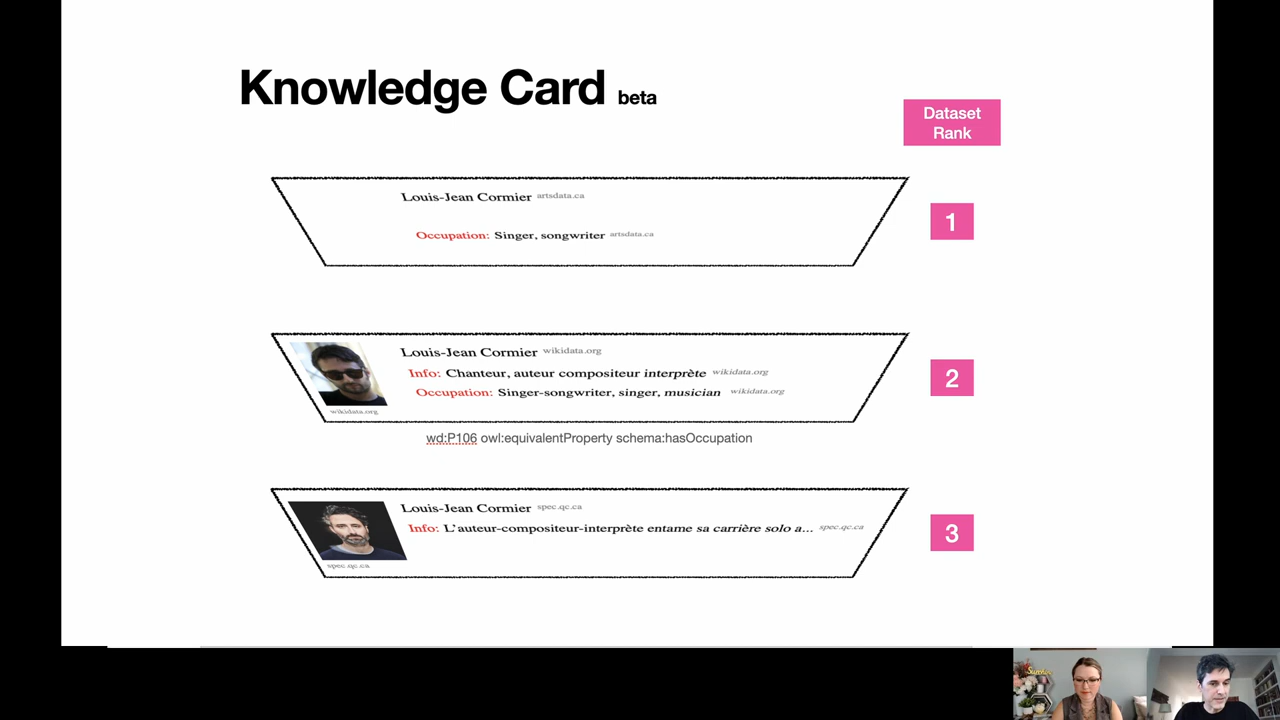 Knowledge Card beta
Dataset
Rank
Louis-Jean Cormier artsdata.ca
Occupation: Singer, songwriter artsdata.ca
1
Louis-Jean Cormier wikidata.org
Info: Chanteur, auteur compositeur interprète wikidata.org
Occupation: Singer-songwriter, singer, musician wikidata.org
wikidata.org
2
wd:P106 owl:equivalentProperty schema:hasOccupation
Louis-Jean Cormier spec.qc.ca
Info: L'auteur-compositeur-interprète entame sa carrière solo a... spec.qc.ca
spec.qc.ca
3